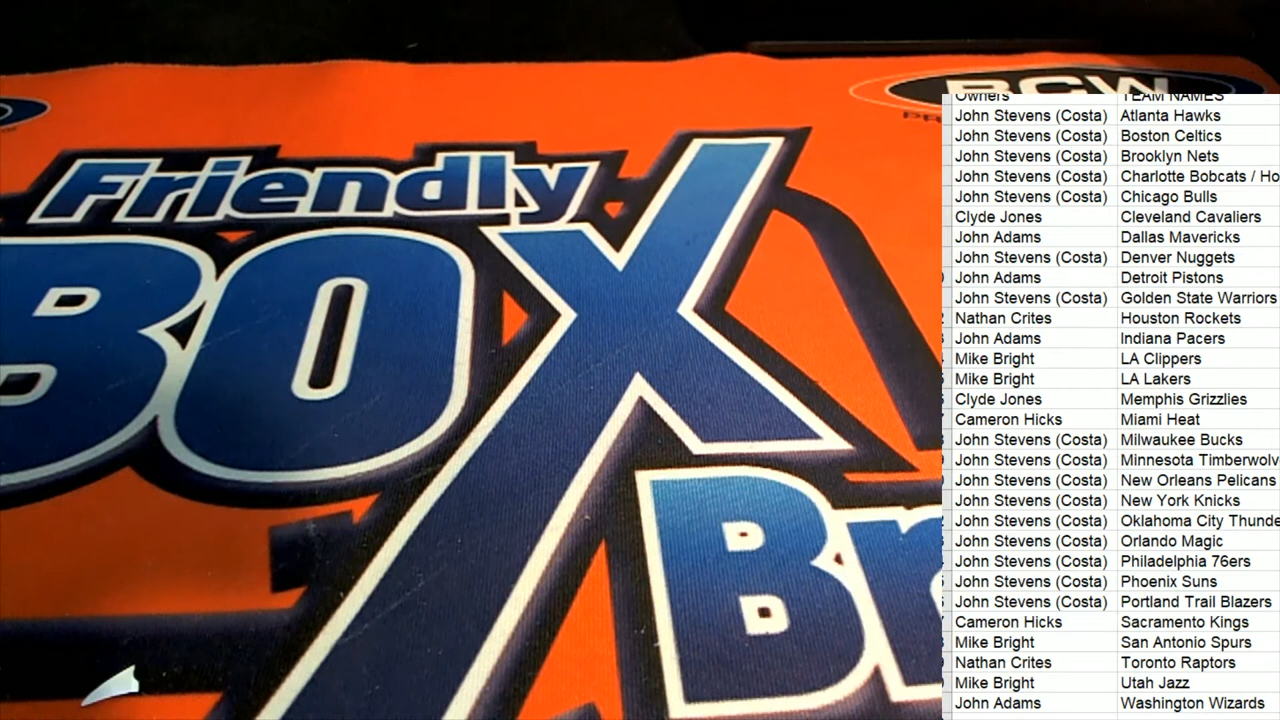 BCW
Friendly
BOX
Br
Owners TEAM NAMES
John Stevens (Costa) Atlanta Hawks
John Stevens (Costa) Boston Celtics
John Stevens (Costa) Brooklyn Nets
John Stevens (Costa) Charlotte Bobcats / Ho
John Stevens (Costa) Chicago Bulls
Clyde Jones Cleveland Cavaliers
John Adams Dallas Mavericks
John Stevens (Costa) Denver Nuggets
John Adams Detroit Pistons
John Stevens (Costa) Golden State Warriors
Nathan Crites Houston Rockets
John Adams Indiana Pacers
Mike Bright LA Clippers
Mike Bright LA Lakers
Clyde Jones Memphis Grizzlies
Cameron Hicks Miami Heat
John Stevens (Costa) Milwaukee Bucks
John Stevens (Costa) Minnesota Timberwolv
John Stevens (Costa) New Orleans Pelicans
John Stevens (Costa) New York Knicks
John Stevens (Costa) Oklahoma City Thunde
John Stevens (Costa) Orlando Magic
John Stevens (Costa) Philadelphia 76ers
John Stevens (Costa) Phoenix Suns
John Stevens (Costa) Portland Trail Blazers
Cameron Hicks Sacramento Kings
Mike Bright San Antonio Spurs
Nathan Crites Toronto Raptors
Mike Bright Utah Jazz
John Adams Washington Wizards